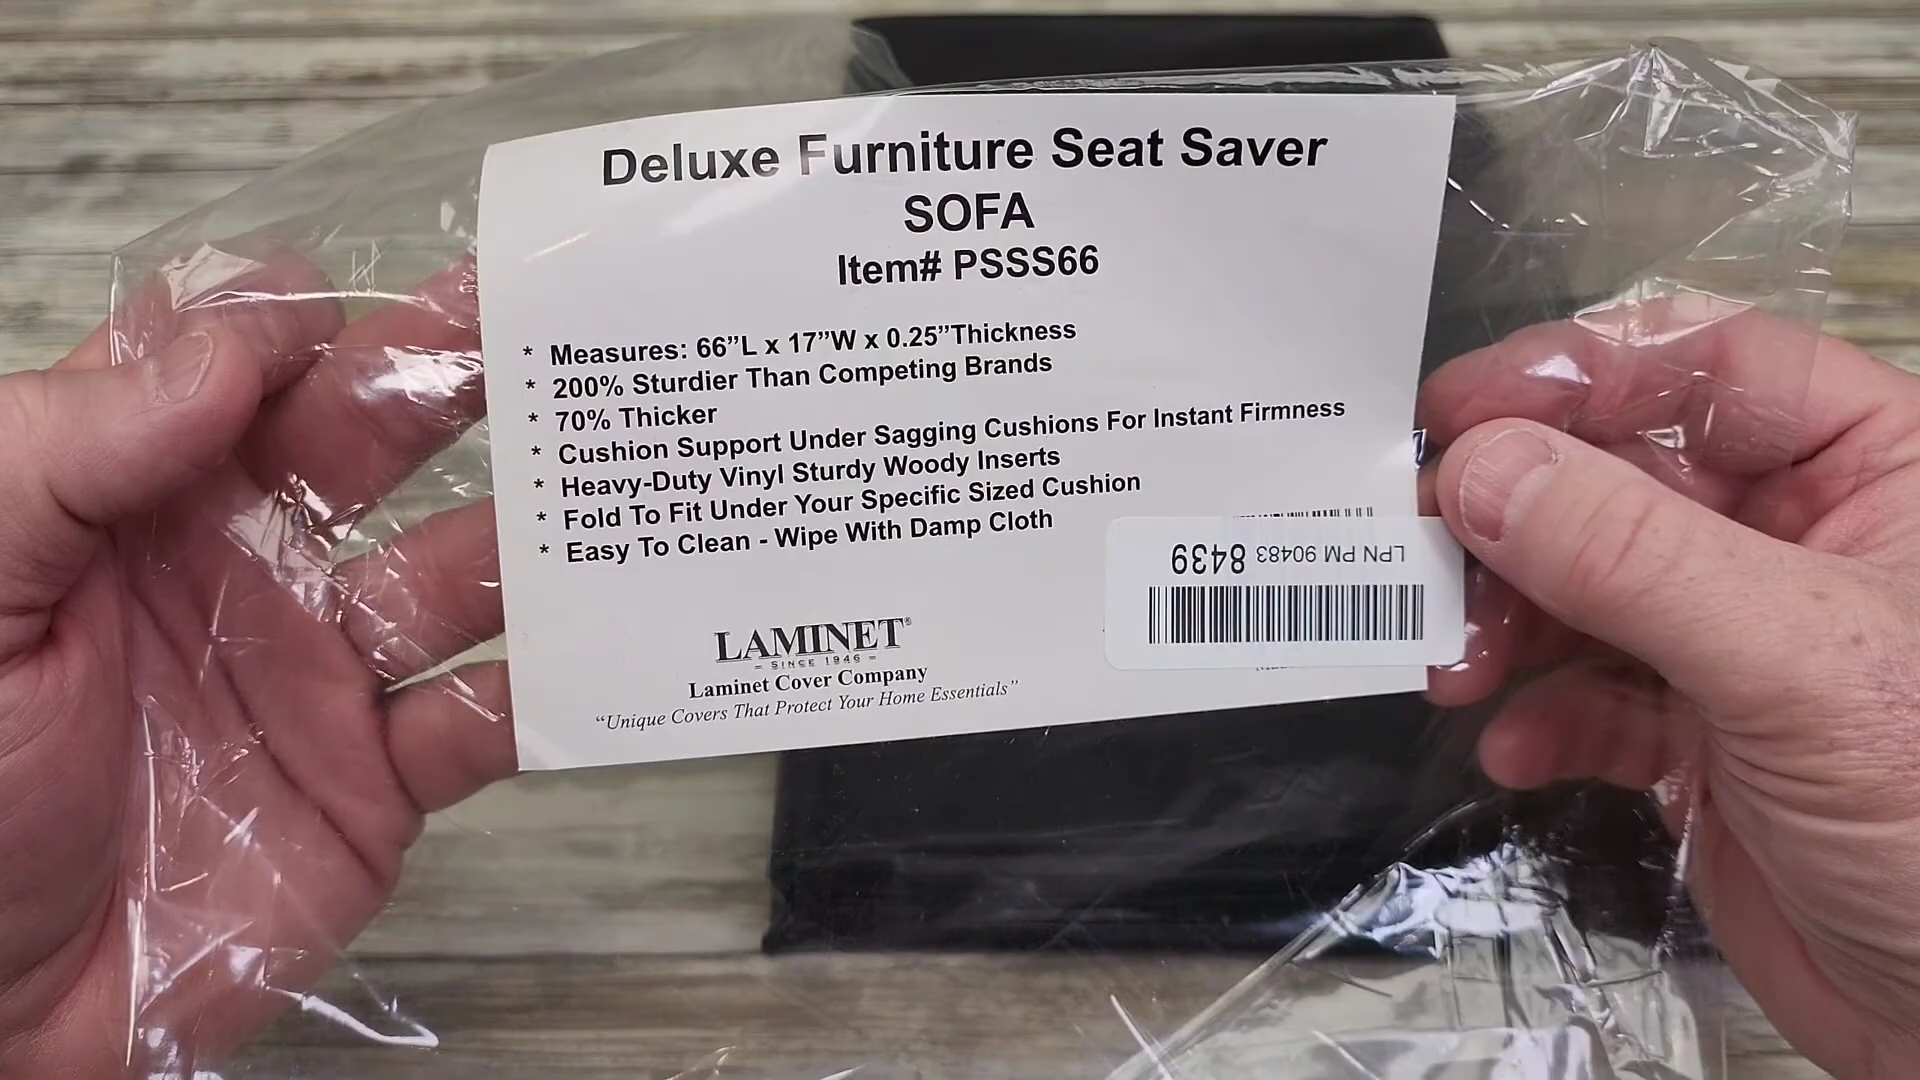 Deluxe Furniture Seat Saver
SOFA
Item# PSSS66
* Measures: 66”L x 17”W x 0.25”Thickness
* 200% Sturdier Than Competing Brands
* 70% Thicker
* Cushion Support Under Sagging Cushions For Instant Firmness
* Heavy-Duty Vinyl Sturdy Woody Inserts
* Fold To Fit Under Your Specific Sized Cushion
* Easy To Clean - Wipe With Damp Cloth
LPN PM 90483 8439
LAMINET®
- SINCE 1946 -
Laminet Cover Company
“Unique Covers That Protect Your Home Essentials”